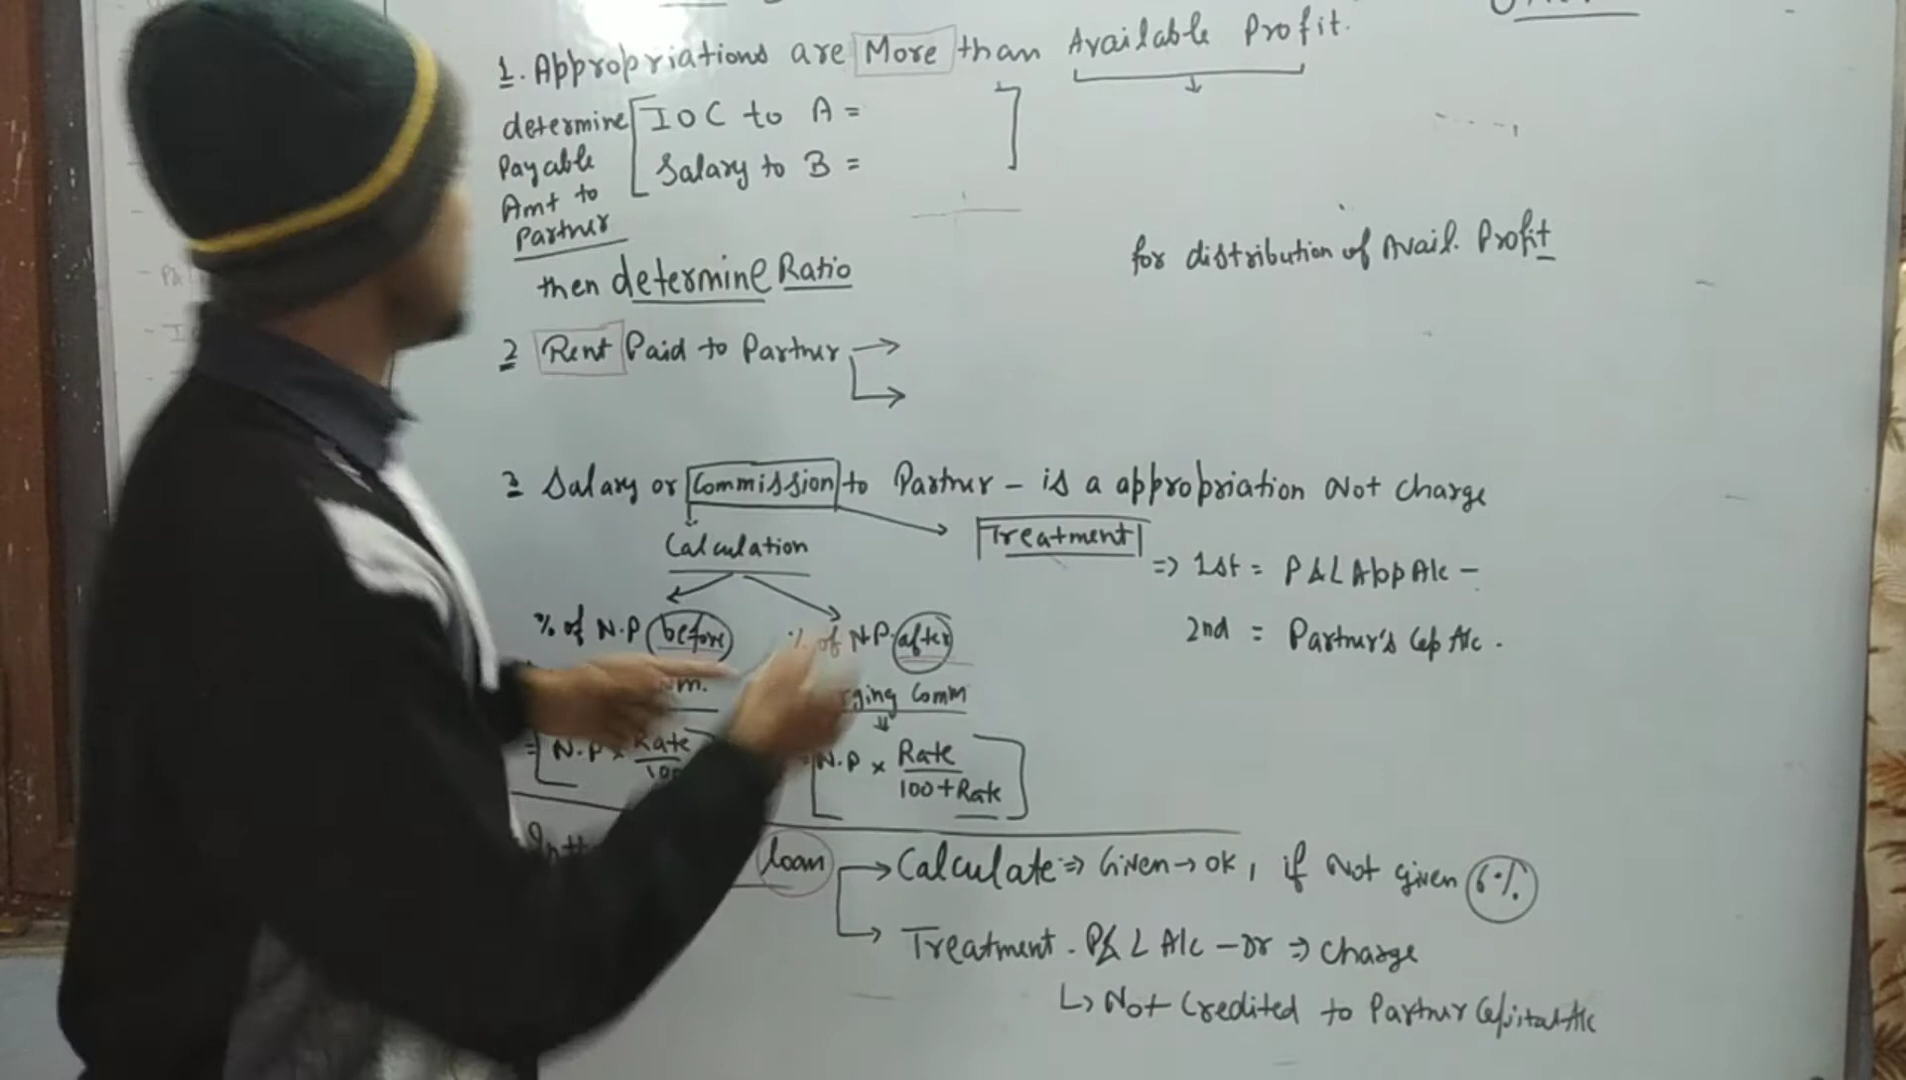 1. Appropriations are More than Available Profit.
determine Payable Amt to Partner
IOC to A =
Salary to B =
then determine Ratio
for distribution of Avail. Profit
2 Rent Paid to Partner
3 Salary or Commission to Partner - is a appropriation Not charge
Calculation
Treatment
=> 1st = P&L App A/c -
2nd = Partner's Cap A/c .
% of N.P before
% of N.P. after
rging Comm
= N.P x Rate
N.P x Rate
100+Rate
loan
Calculate => Given → OK, if Not given 6%
Treatment - P&L A/c - Dr => Charge
↳ Not Credited to Partner Capital A/c